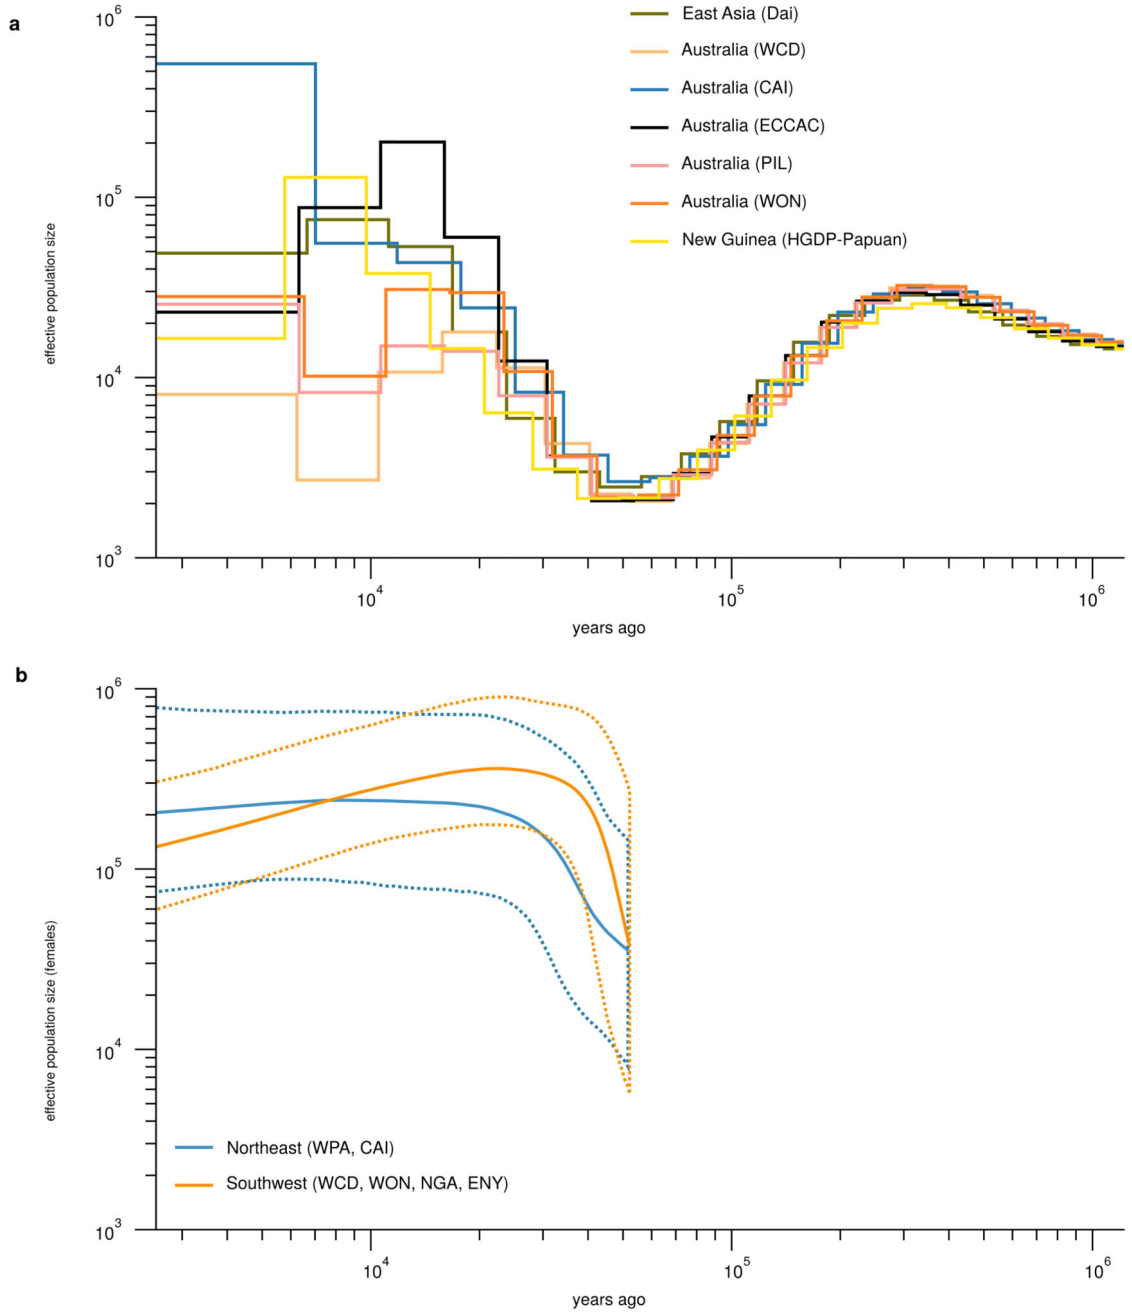 a
effective population size
10^6
10^5
10^4
10^3
East Asia (Dai)
Australia (WCD)
Australia (CAI)
Australia (ECCAC)
Australia (PIL)
Australia (WON)
New Guinea (HGDP-Papuan)
10^4 10^5 10^6
years ago
b
effective population size (females)
10^6
10^5
10^4
10^3
Northeast (WPA, CAI)
Southwest (WCD, WON, NGA, ENY)
10^4 10^5 10^6
years ago